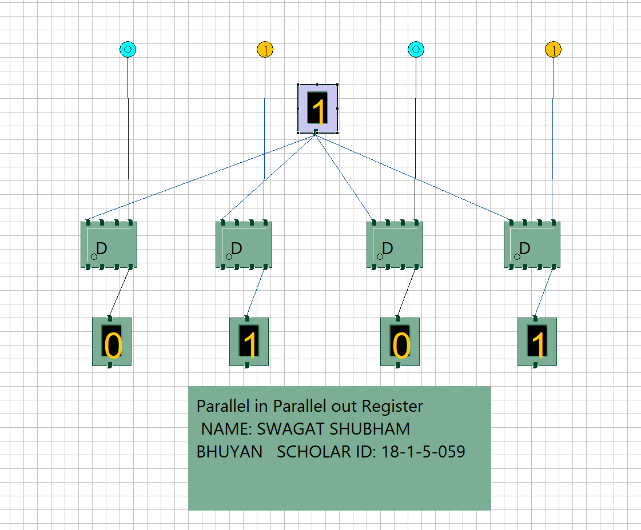 0 1 0 1
1
D D D D
0 1 0 1
Parallel in Parallel out Register
NAME: SWAGAT SHUBHAM
BHUYAN SCHOLAR ID: 18-1-5-059